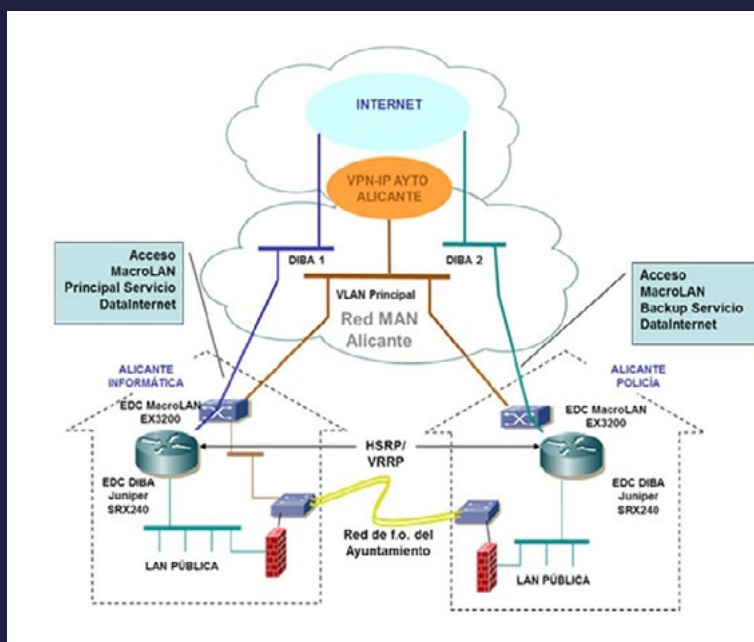 INTERNET
VPN-IP AYTO
ALICANTE
DIBA 1
DIBA 2
VLAN Principal
Red MAN
Alicante
Acceso
MacroLAN
Principal Servicio
DataInternet
Acceso
MacroLAN
Backup Servicio
DataInternet
ALICANTE
INFORMÁTICA
EDC MacroLAN
EX3200
ALICANTE
POLICÍA
EDC MacroLAN
EX3200
HSRP/
VRRP
EDC DIBA
Juniper
SRX240
EDC DIBA
Juniper
SRX240
Red de f.o. del
Ayuntamiento
LAN PÚBLICA
LAN PÚBLICA